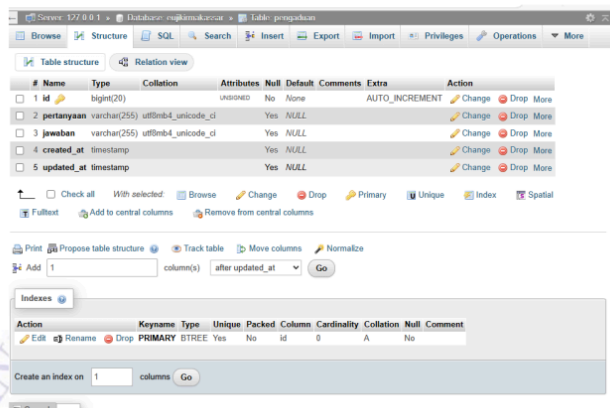 Server: 127.0.0.1 » Database: eujikimakassar » Table: pengaduan
Browse Structure SQL Search Insert Export Import Privileges Operations More
Table structure Relation view
# Name Type Collation Attributes Null Default Comments Extra Action
1 id bigint(20) UNSIGNED No None AUTO_INCREMENT Change Drop More
2 pertanyaan varchar(255) utf8mb4_unicode_ci Yes NULL Change Drop More
3 jawaban varchar(255) utf8mb4_unicode_ci Yes NULL Change Drop More
4 created_at timestamp Yes NULL Change Drop More
5 updated_at timestamp Yes NULL Change Drop More
Check all With selected: Browse Change Drop Primary Unique Index Spatial
Fulltext Add to central columns Remove from central columns
Print Propose table structure Track table Move columns Normalize
Add 1 column(s) after updated_at Go
Indexes
Action Keyname Type Unique Packed Column Cardinality Collation Null Comment
Edit Rename Drop PRIMARY BTREE Yes No id 0 A No
Create an index on 1 columns Go